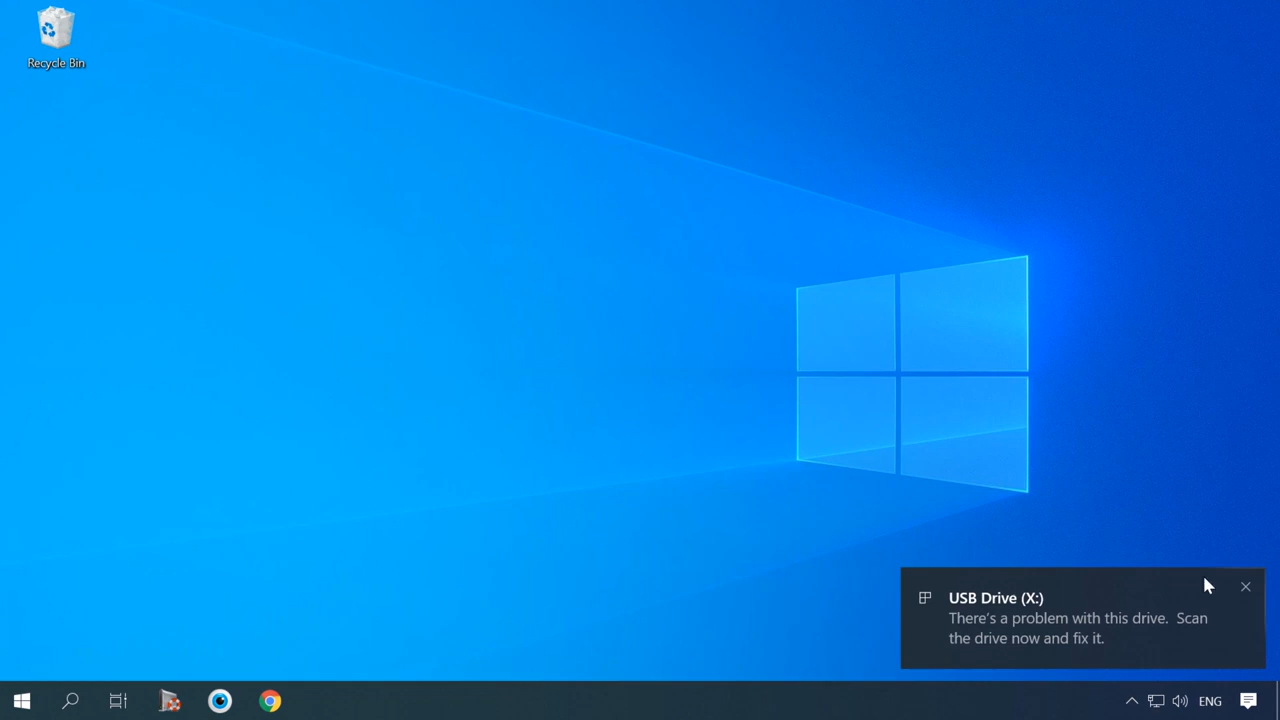 Recycle Bin
USB Drive (X:)
There's a problem with this drive.  Scan
the drive now and fix it.
ENG